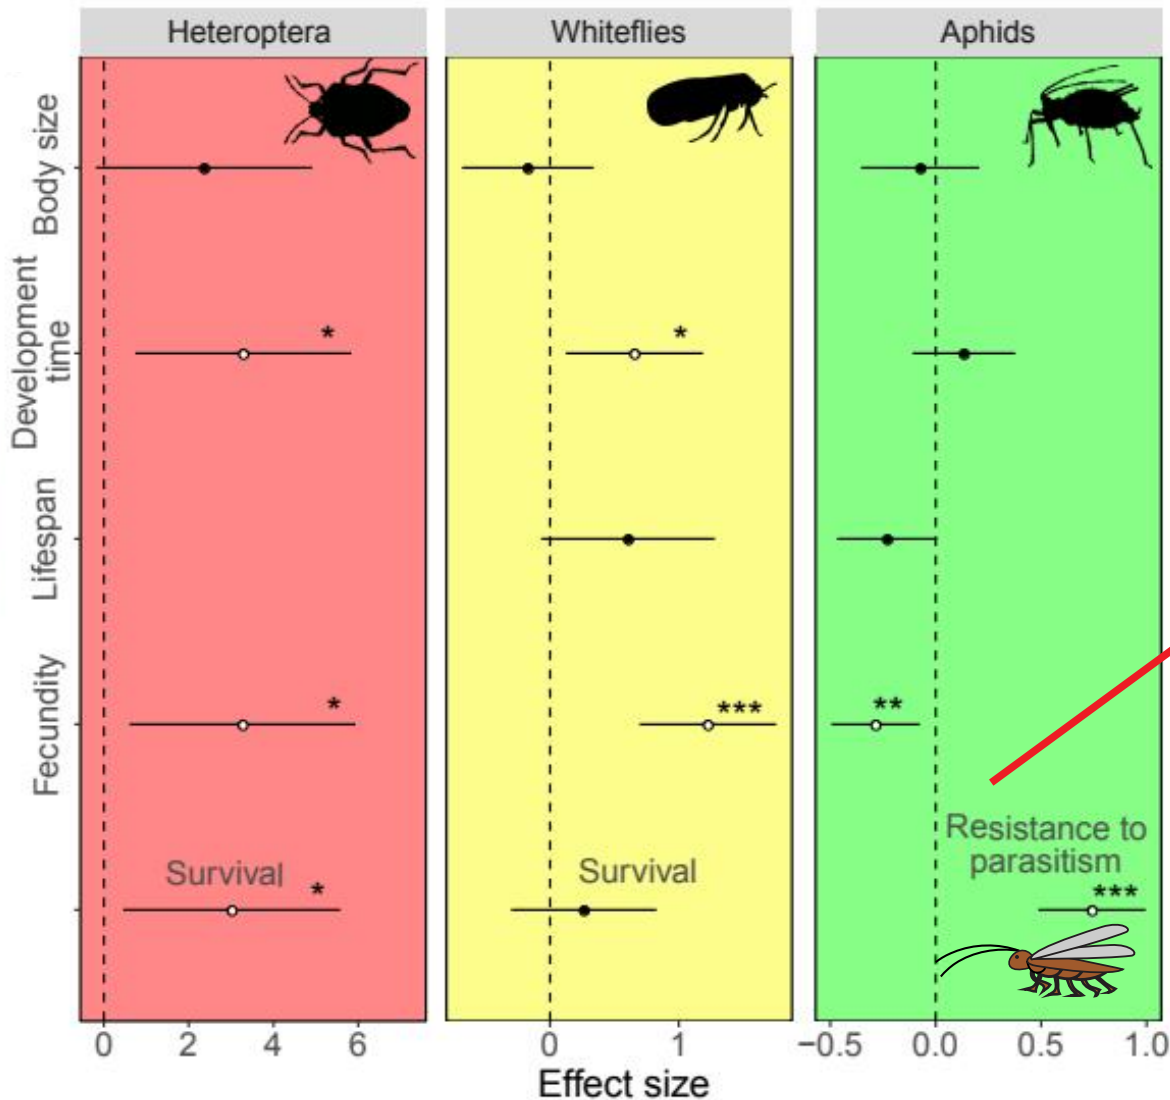 Heteroptera
Whiteflies
Aphids
Body size
Development
time
Lifespan
Fecundity
*
*
*
***
**
Survival
*
Survival
Resistance to
parasitism
***
0 2 4 6
0 1
−0.5 0.0 0.5 1.0
Effect size